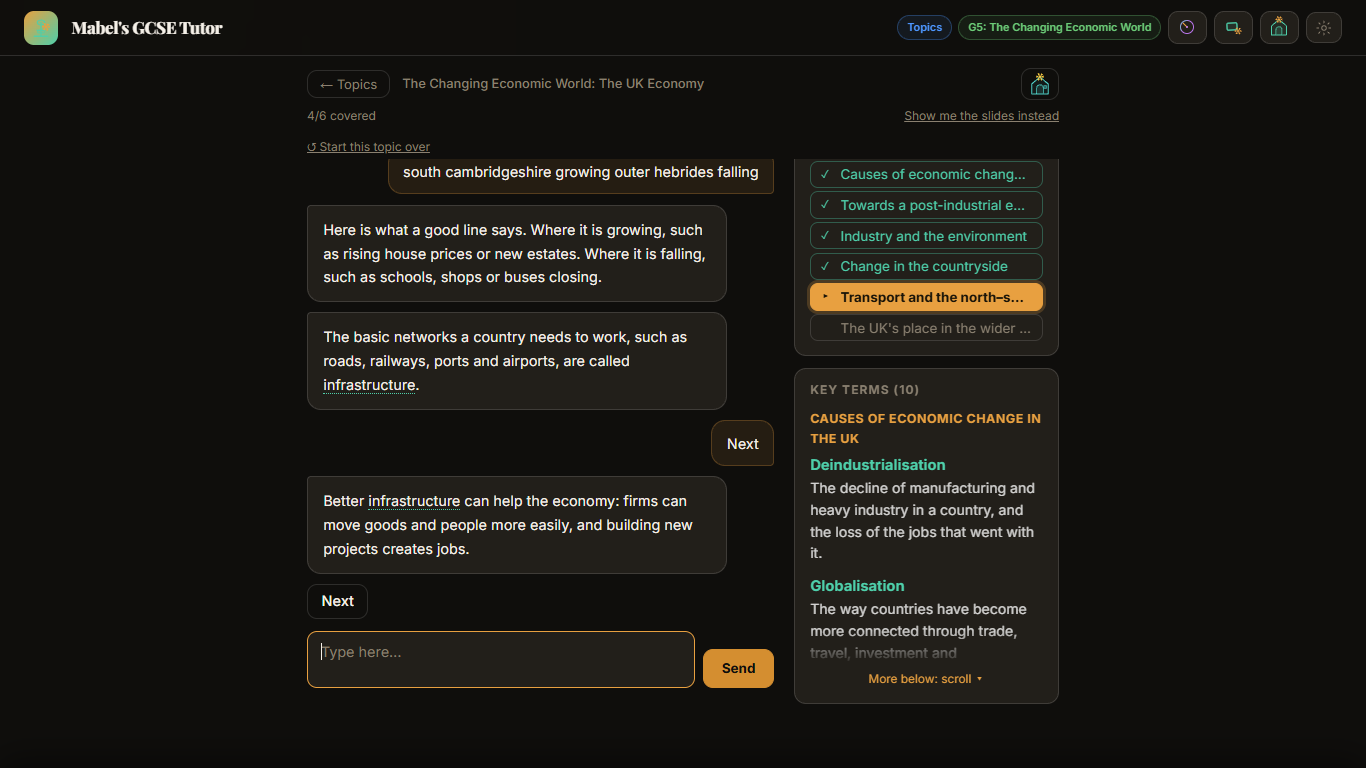 Mabel's GCSE Tutor
Topics
G5: The Changing Economic World
← Topics
The Changing Economic World: The UK Economy
4/6 covered
Show me the slides instead
↺ Start this topic over
south cambridgeshire growing outer hebrides falling
Here is what a good line says. Where it is growing, such
as rising house prices or new estates. Where it is falling,
such as schools, shops or buses closing.
The basic networks a country needs to work, such as
roads, railways, ports and airports, are called
infrastructure.
Next
Better infrastructure can help the economy: firms can
move goods and people more easily, and building new
projects creates jobs.
Next
Type here...
Send
✓ Causes of economic chang...
✓ Towards a post-industrial e...
✓ Industry and the environment
✓ Change in the countryside
▸ Transport and the north–s...
The UK's place in the wider ...
KEY TERMS (10)
CAUSES OF ECONOMIC CHANGE IN
THE UK
Deindustrialisation
The decline of manufacturing and
heavy industry in a country, and
the loss of the jobs that went with
it.
Globalisation
The way countries have become
more connected through trade,
travel, investment and
More below: scroll ▾